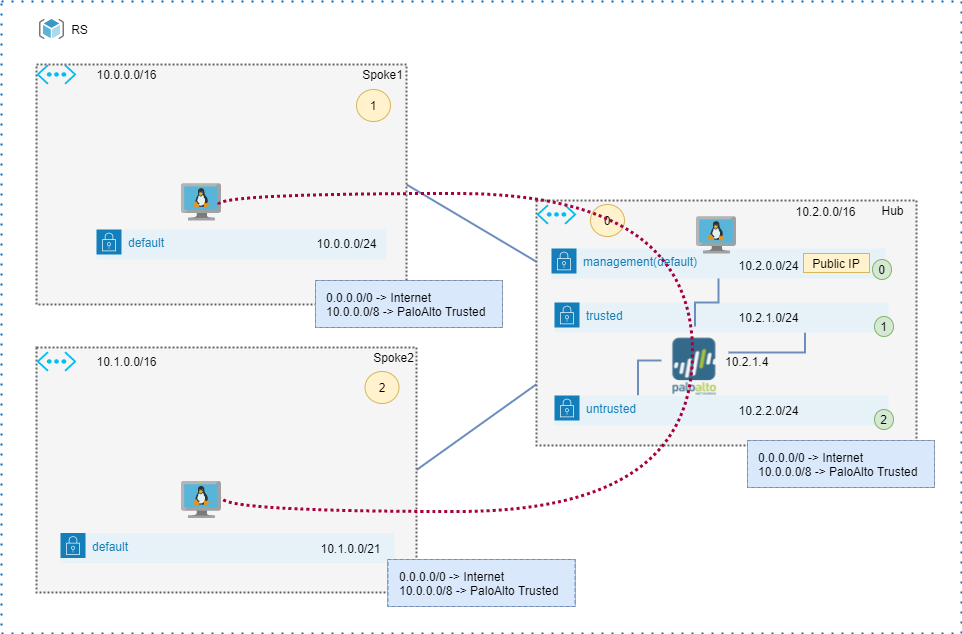 RS
10.0.0.0/16
Spoke1
1
default
10.0.0.0/24
0.0.0.0/0 -> Internet
10.0.0.0/8 -> PaloAlto Trusted
10.2.0.0/16
Hub
0
management(default)
10.2.0.0/24
Public IP
0
trusted
10.2.1.0/24
1
10.2.1.4
paloalto
untrusted
10.2.2.0/24
2
0.0.0.0/0 -> Internet
10.0.0.0/8 -> PaloAlto Trusted
10.1.0.0/16
Spoke2
2
default
10.1.0.0/21
0.0.0.0/0 -> Internet
10.0.0.0/8 -> PaloAlto Trusted